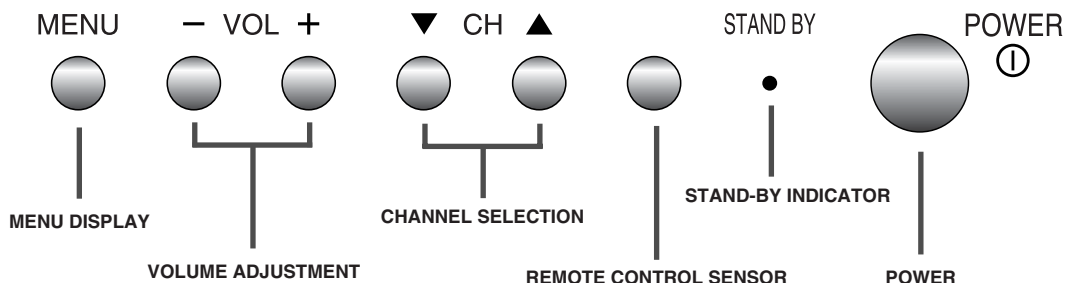 MENU − VOL + ▼ CH ▲ STAND BY POWER
MENU DISPLAY
VOLUME ADJUSTMENT
CHANNEL SELECTION
REMOTE CONTROL SENSOR
STAND-BY INDICATOR
POWER